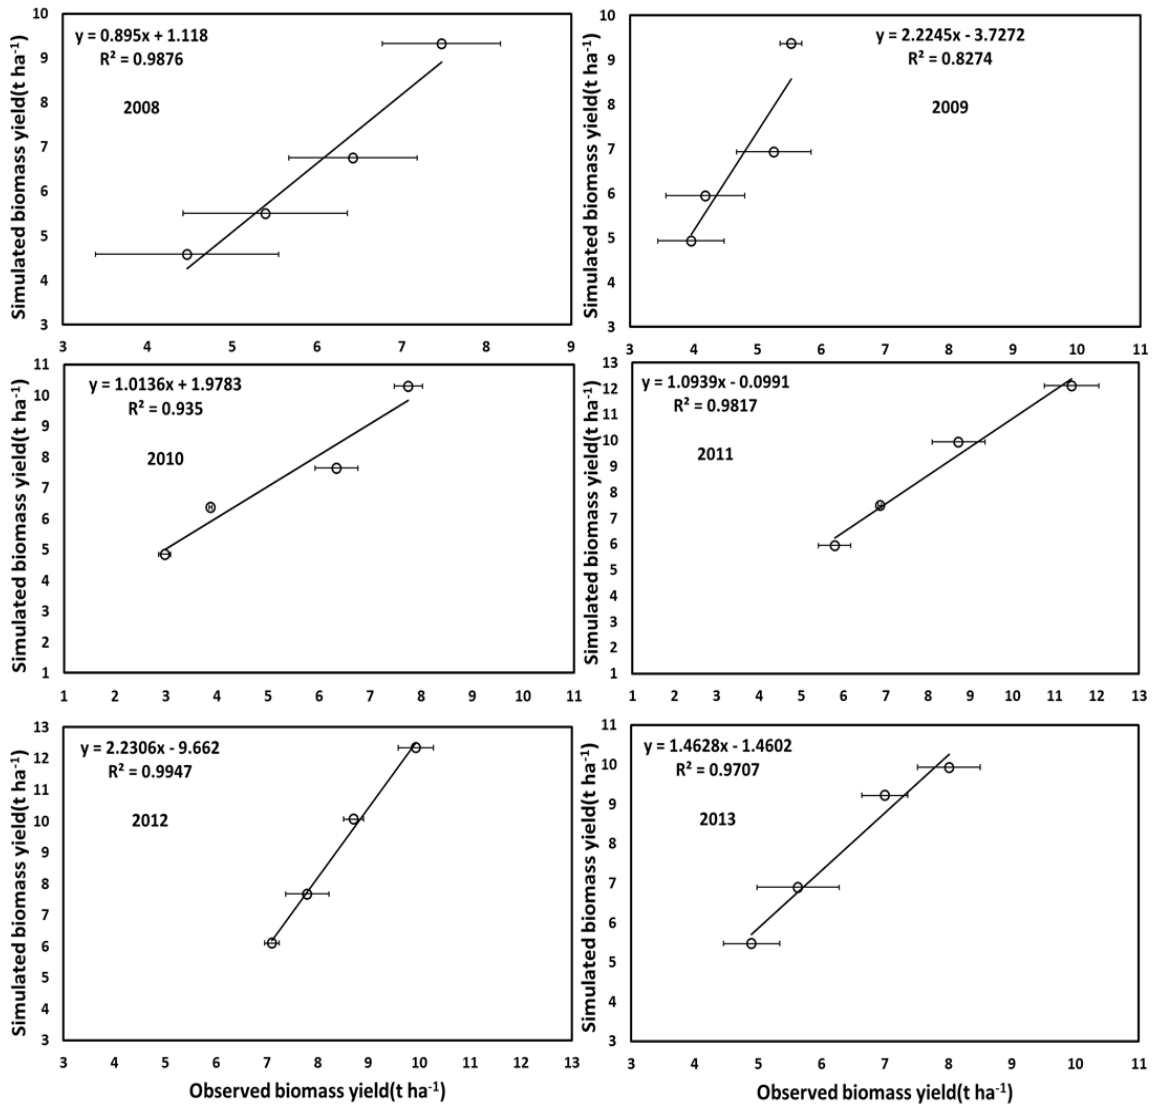 y = 0.895x + 1.118
R² = 0.9876
2008
Simulated biomass yield(t ha⁻¹)
10
9
8
7
6
5
4
3
3 4 5 6 7 8 9
y = 2.2245x - 3.7272
R² = 0.8274
2009
Simulated biomass yield(t ha⁻¹)
10
9
8
7
6
5
4
3
3 4 5 6 7 8 9 10 11
y = 1.0136x + 1.9783
R² = 0.935
2010
Simulated biomass yield(t ha⁻¹)
11
10
9
8
7
6
5
4
3
2
1
1 2 3 4 5 6 7 8 9 10 11
y = 1.0939x - 0.0991
R² = 0.9817
2011
Simulated biomass yield(t ha⁻¹)
13
12
11
10
9
8
7
6
5
4
3
2
1
1 2 3 4 5 6 7 8 9 10 11 12 13
y = 2.2306x - 9.662
R² = 0.9947
2012
Simulated biomass yield(t ha⁻¹)
13
12
11
10
9
8
7
6
5
4
3
3 4 5 6 7 8 9 10 11 12 13
Observed biomass yield(t ha⁻¹)
y = 1.4628x - 1.4602
R² = 0.9707
2013
Simulated biomass yield(t ha⁻¹)
11
10
9
8
7
6
5
4
3
3 4 5 6 7 8 9 10 11
Observed biomass yield(t ha⁻¹)